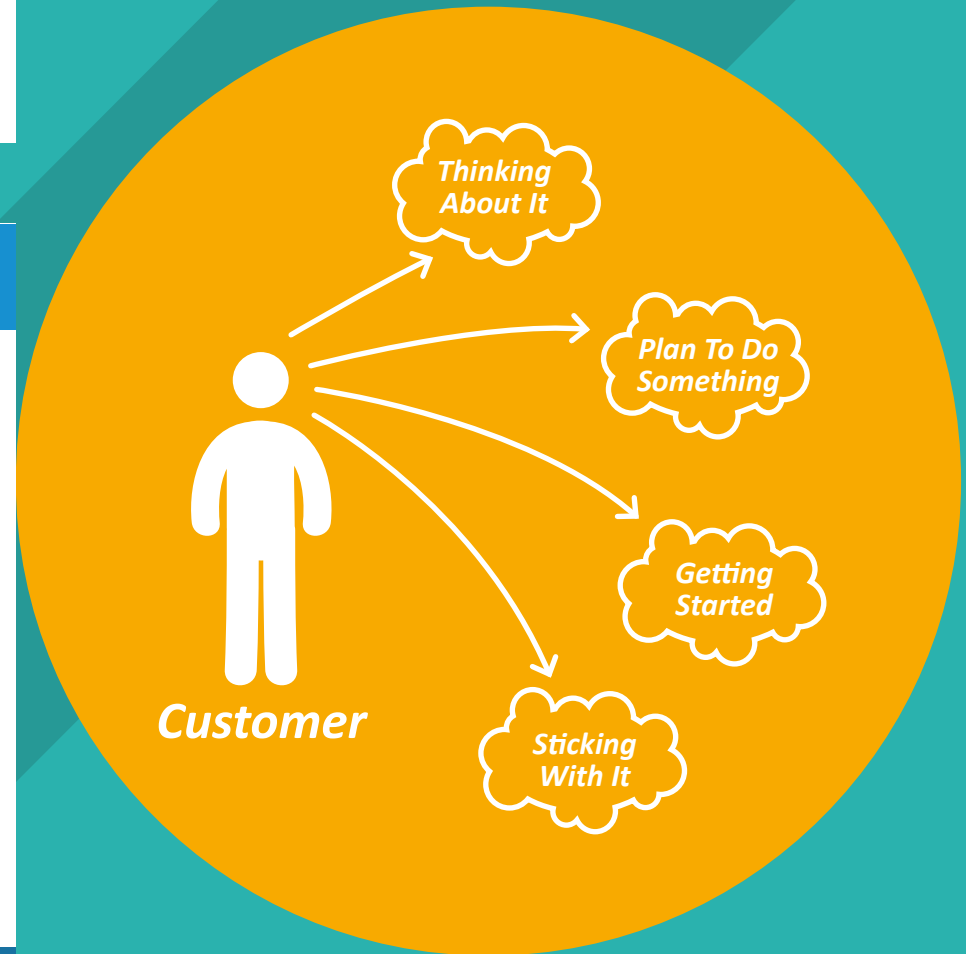 Thinking
About It
Plan To Do
Something
Getting
Started
Sticking
With It
Customer